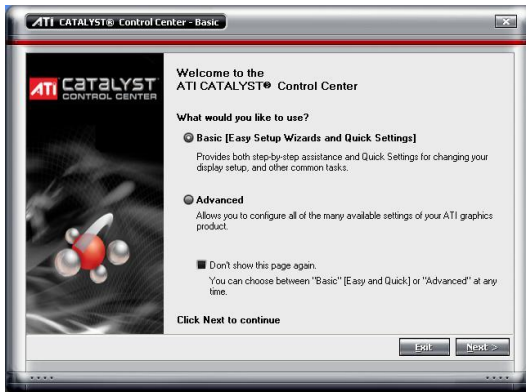 ATI CATALYST® Control Center - Basic
ATI CATALYST
CONTROL CENTER
Welcome to the
ATI CATALYST® Control Center
What would you like to use?
Basic [Easy Setup Wizards and Quick Settings]
Provides both step-by-step assistance and Quick Settings for changing your
display setup, and other common tasks.
Advanced
Allows you to configure all of the many available settings of your ATI graphics
product.
Don't show this page again.
You can choose between "Basic" [Easy and Quick] or "Advanced" at any
time.
Click Next to continue
Exit
Next >